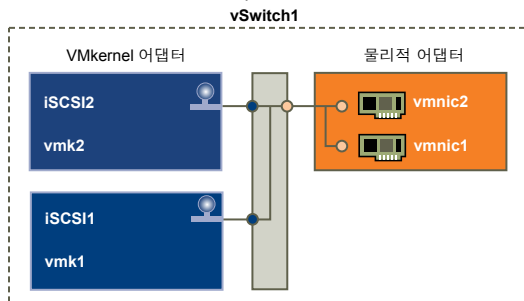 vSwitch1
VMkernel 어댑터
물리적 어댑터
iSCSI2
vmk2
vmnic2
vmnic1
iSCSI1
vmk1